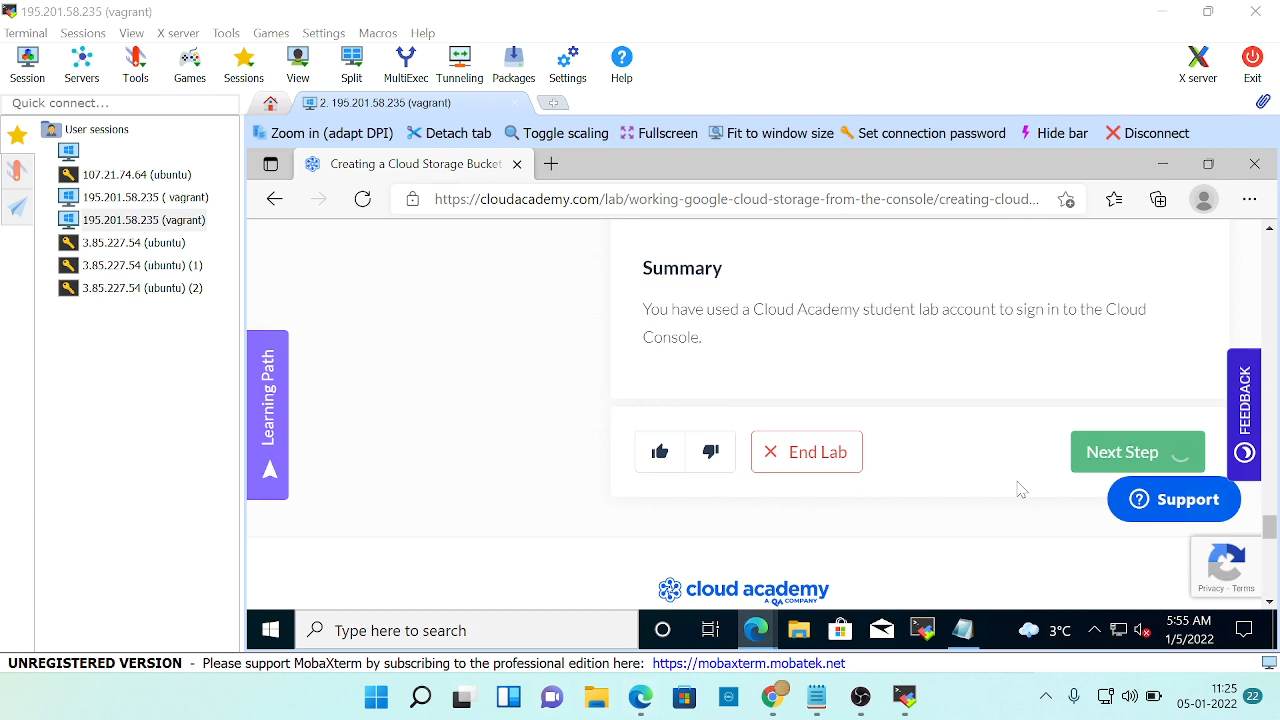 195.201.58.235 (vagrant)
Terminal Sessions View X server Tools Games Settings Macros Help
Session Servers Tools Games Sessions View Split MultiExec Tunneling Packages Settings Help X server Exit
Quick connect...
2. 195.201.58.235 (vagrant)
User sessions
107.21.74.64 (ubuntu)
195.201.58.235 ( vagrant)
195.201.58.235 (vagrant)
3.85.227.54 (ubuntu)
3.85.227.54 (ubuntu) (1)
3.85.227.54 (ubuntu) (2)
Zoom in (adapt DPI) Detach tab Toggle scaling Fullscreen Fit to window size Set connection password Hide bar Disconnect
Creating a Cloud Storage Bucket
https://cloudacademy.com/lab/working-google-cloud-storage-from-the-console/creating-cloud...
Summary
You have used a Cloud Academy student lab account to sign in to the Cloud
Console.
Learning Path
FEEDBACK
End Lab
Next Step
Support
Privacy - Terms
cloud academy
A QA COMPANY
Type here to search
3°C
5:55 AM
1/5/2022
UNREGISTERED VERSION - Please support MobaXterm by subscribing to the professional edition here: https://mobaxterm.mobatek.net
11:25
05-01-2022
22